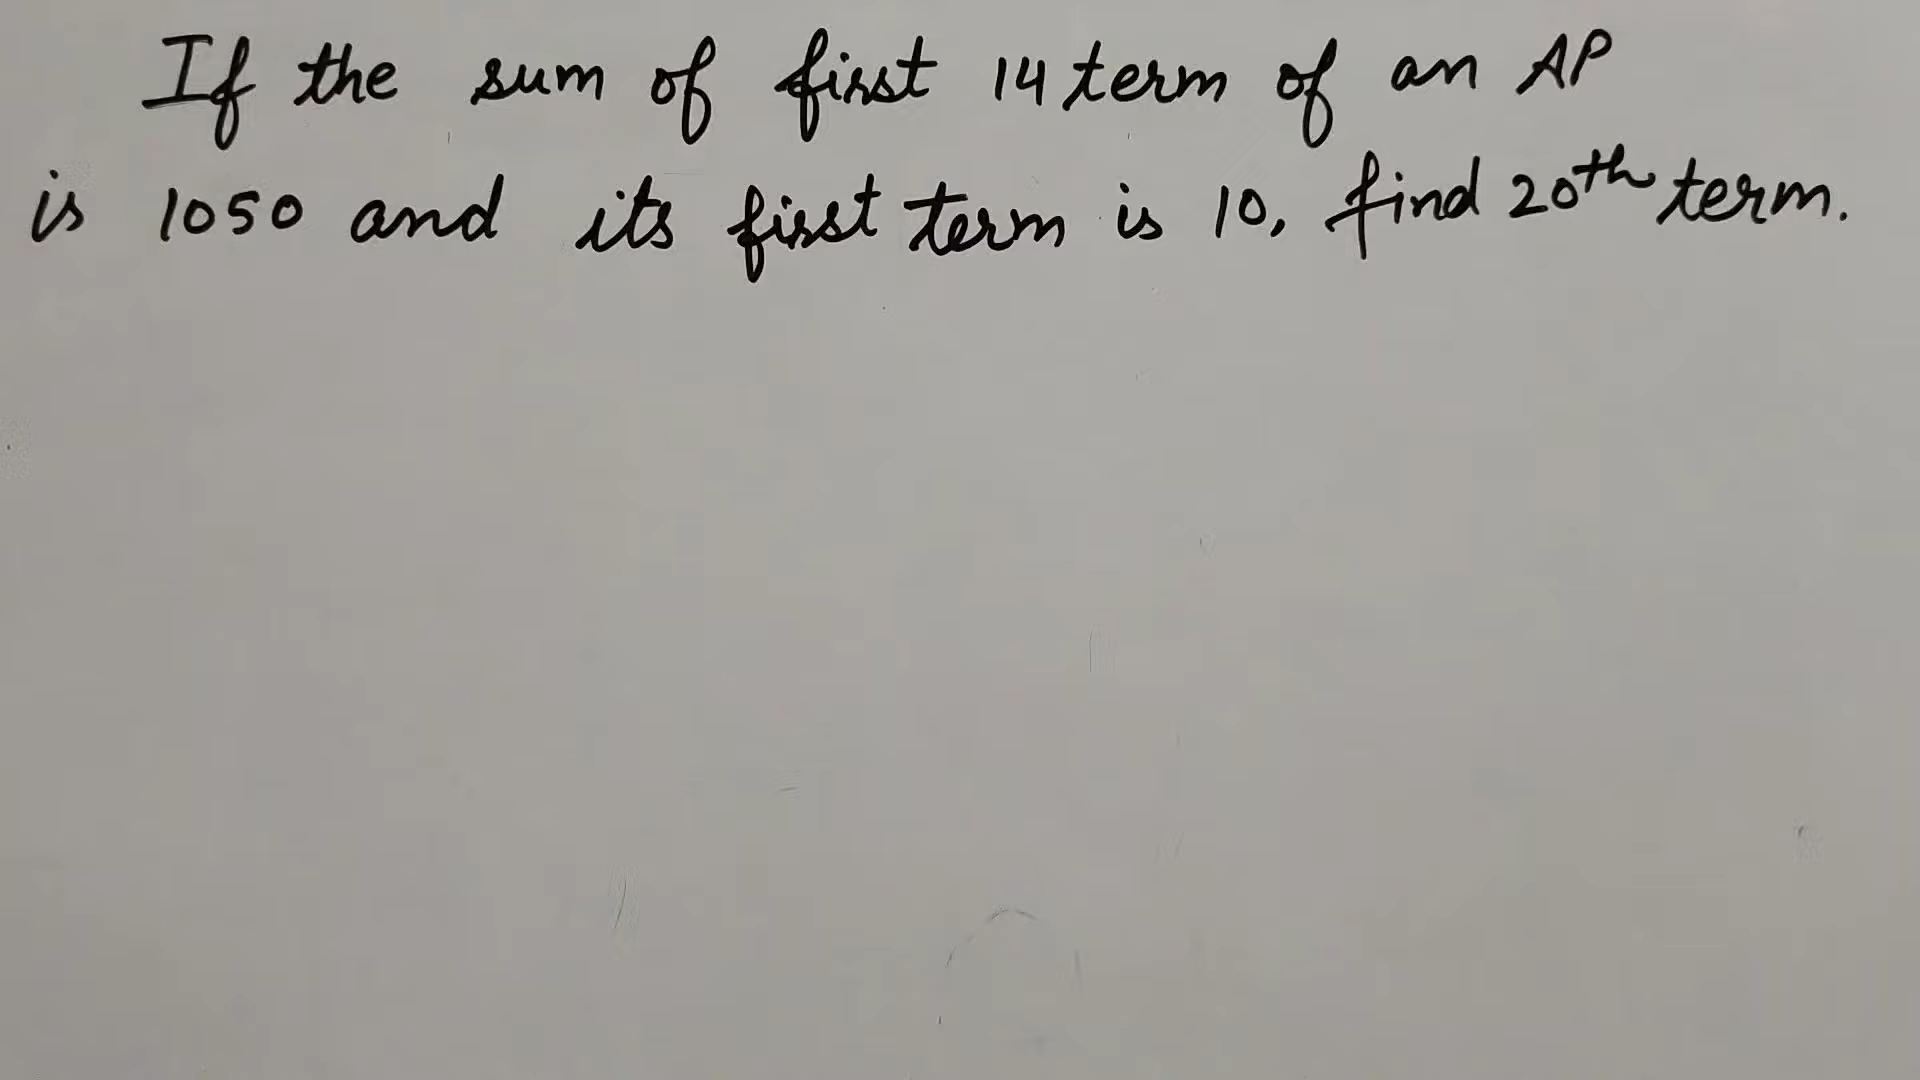 If the sum of first 14 term of an AP
is 1050 and its first term is 10, find 20th term.